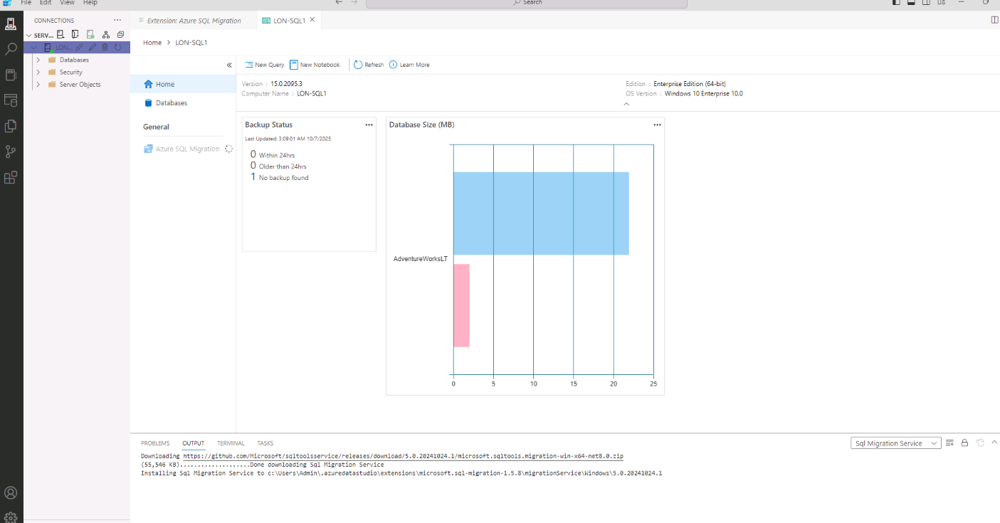 File Edit View Help
Search
CONNECTIONS
Extension: Azure SQL Migration
LON-SQL1
SERV...
Home > LON-SQL1
LON...
Databases
Security
Server Objects
New Query
New Notebook
Refresh
Learn More
Home
Databases
General
Azure SQL Migration
Version : 15.0.2095.3
Computer Name : LON-SQL1
Edition : Enterprise Edition (64-bit)
OS Version : Windows 10 Enterprise 10.0
Backup Status
Last Updated: 3:09:01 AM 10/7/2025
0 Within 24hrs
0 Older than 24hrs
1 No backup found
Database Size (MB)
AdventureWorksLT
0 5 10 15 20 25
PROBLEMS OUTPUT TERMINAL TASKS
Sql Migration Service
Downloading https://github.com/Microsoft/sqltoolsservice/releases/download/5.0.20241024.1/microsoft.sqltools.migration-win-x64-net8.0.zip
(55,546 KB)....................Done downloading Sql Migration Service
Installing Sql Migration Service to c:\Users\Admin\.azuredatastudio\extensions\microsoft.sql-migration-1.5.8\migrationService\Windows\5.0.20241024.1